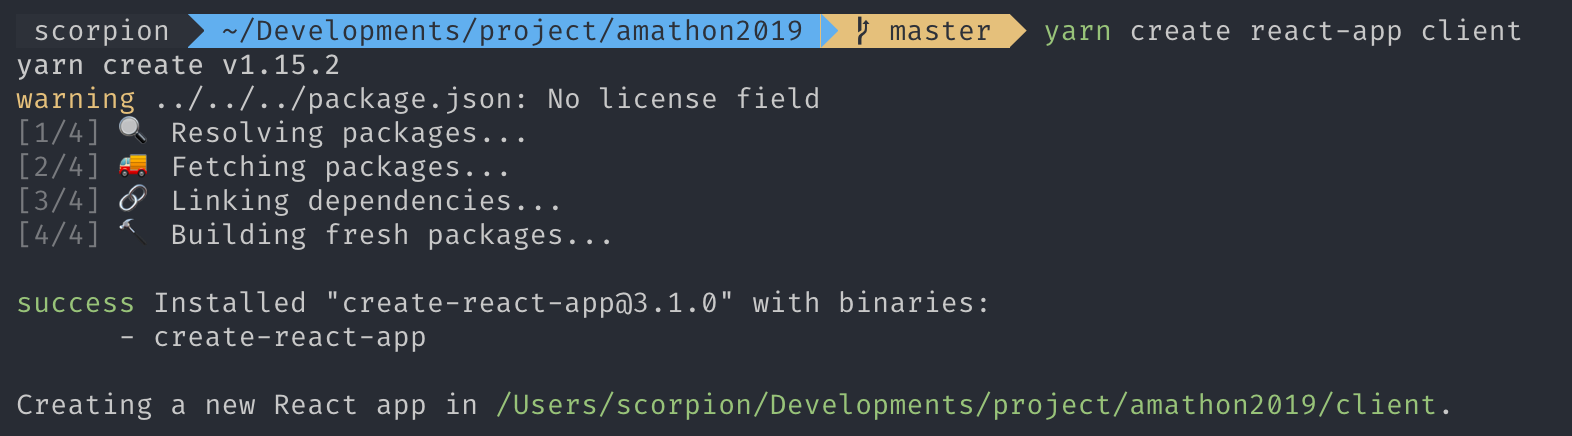 scorpion ~/Developments/project/amathon2019 master yarn create react-app client
yarn create v1.15.2
warning ../../../package.json: No license field
[1/4] 🔍 Resolving packages...
[2/4] 🚚 Fetching packages...
[3/4] 🔗 Linking dependencies...
[4/4] 🔨 Building fresh packages...
success Installed "create-react-app@3.1.0" with binaries:
- create-react-app
Creating a new React app in /Users/scorpion/Developments/project/amathon2019/client.